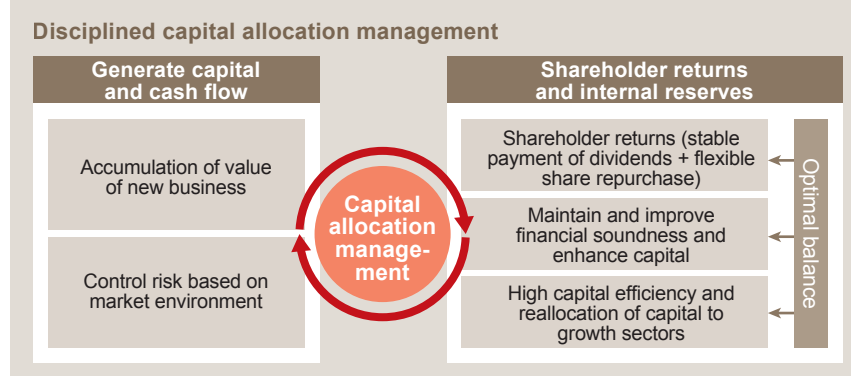 Disciplined capital allocation management
Generate capital
and cash flow
Accumulation of value
of new business
Control risk based on
market environment
Capital
allocation
manage-
ment
Shareholder returns
and internal reserves
Shareholder returns (stable
payment of dividends + flexible
share repurchase)
Maintain and improve
financial soundness and
enhance capital
High capital efficiency and
reallocation of capital to
growth sectors
Optimal balance